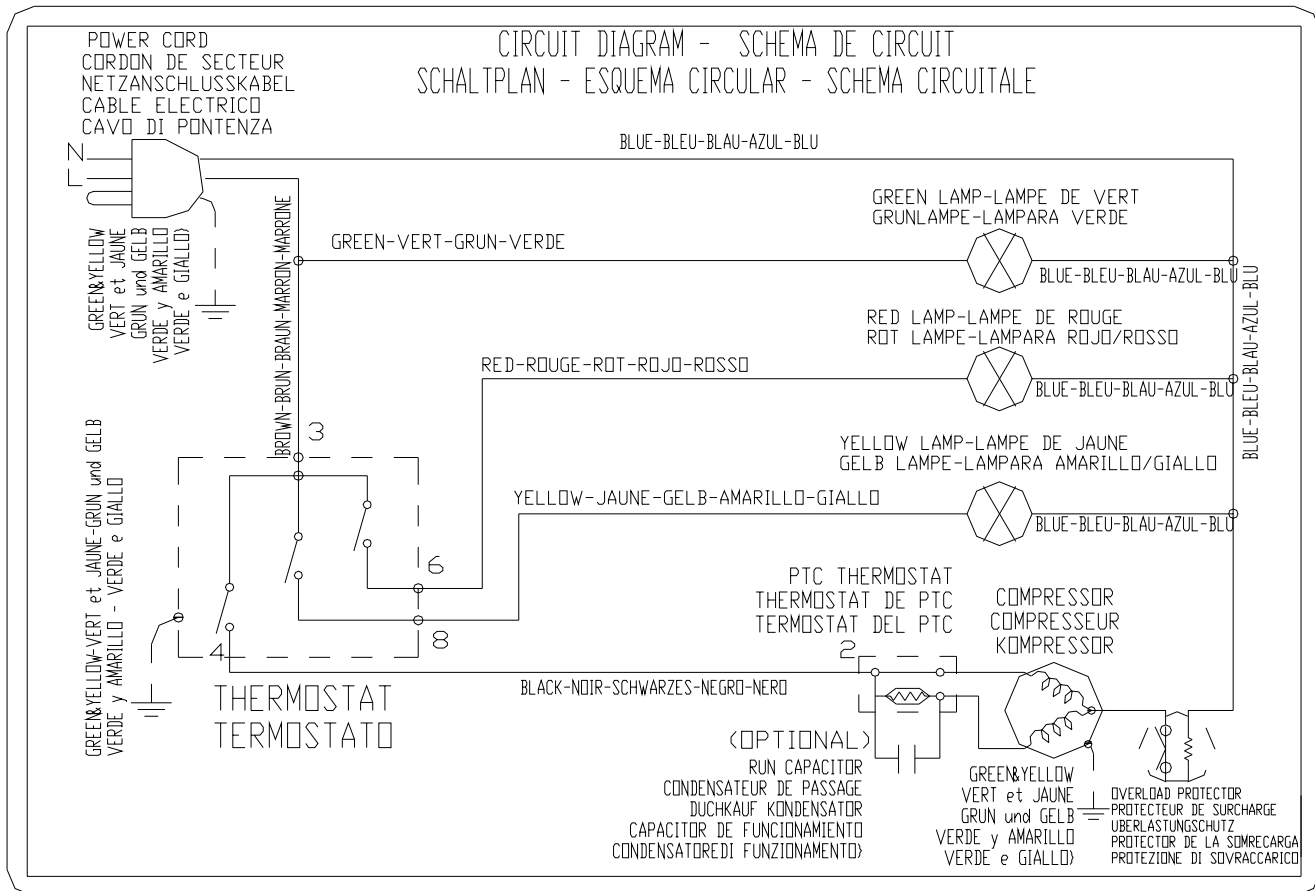 POWER CORD
CORDON DE SECTEUR
NETZANSCHLUSSKABEL
CABLE ELECTRICO
CAVO DI PONTENZA
CIRCUIT DIAGRAM - SCHEMA DE CIRCUIT
SCHALTPLAN - ESQUEMA CIRCULAR - SCHEMA CIRCUITALE
N
L
BLUE-BLEU-BLAU-AZUL-BLU
GREEN&YELLOW
VERT et JAUNE
GRUN und GELB
VERDE y AMARILLO
VERDE e GIALLO)
BROWN-BRUN-BRAUN-MARRON-MARRONE
GREEN-VERT-GRUN-VERDE
GREEN LAMP-LAMPE DE VERT
GRUNLAMPE-LAMPARA VERDE
BLUE-BLEU-BLAU-AZUL-BLU
BLUE-BLEU-BLAU-AZUL-BLU
RED LAMP-LAMPE DE ROUGE
ROT LAMPE-LAMPARA ROJO/ROSSO
RED-ROUGE-ROT-ROJO-ROSSO
BLUE-BLEU-BLAU-AZUL-BLU
3
YELLOW LAMP-LAMPE DE JAUNE
GELB LAMPE-LAMPARA AMARILLO/GIALLO
YELLOW-JAUNE-GELB-AMARILLO-GIALLO
BLUE-BLEU-BLAU-AZUL-BLU
GREEN&YELLOW-VERT et JAUNE-GRUN und GELB
VERDE y AMARILLO - VERDE e GIALLO
6
8
4
THERMOSTAT
TERMOSTATO
PTC THERMOSTAT
THERMOSTAT DE PTC
TERMOSTAT DEL PTC
2
COMPRESSOR
COMPRESSEUR
KOMPRESSOR
BLACK-NOIR-SCHWARZES-NEGRO-NERO
(OPTIONAL)
RUN CAPACITOR
CONDENSATEUR DE PASSAGE
DUCHKAUF KONDENSATOR
CAPACITOR DE FUNCIONAMIENTO
CONDENSATOREDI FUNZIONAMENTO)
GREEN&YELLOW
VERT et JAUNE
GRUN und GELB
VERDE y AMARILLO
VERDE e GIALLO)
OVERLOAD PROTECTOR
PROTECTEUR DE SURCHARGE
UBERLASTUNGSCHUTZ
PROTECTOR DE LA SOMRECARGA
PROTEZIONE DI SOVRACCARICO